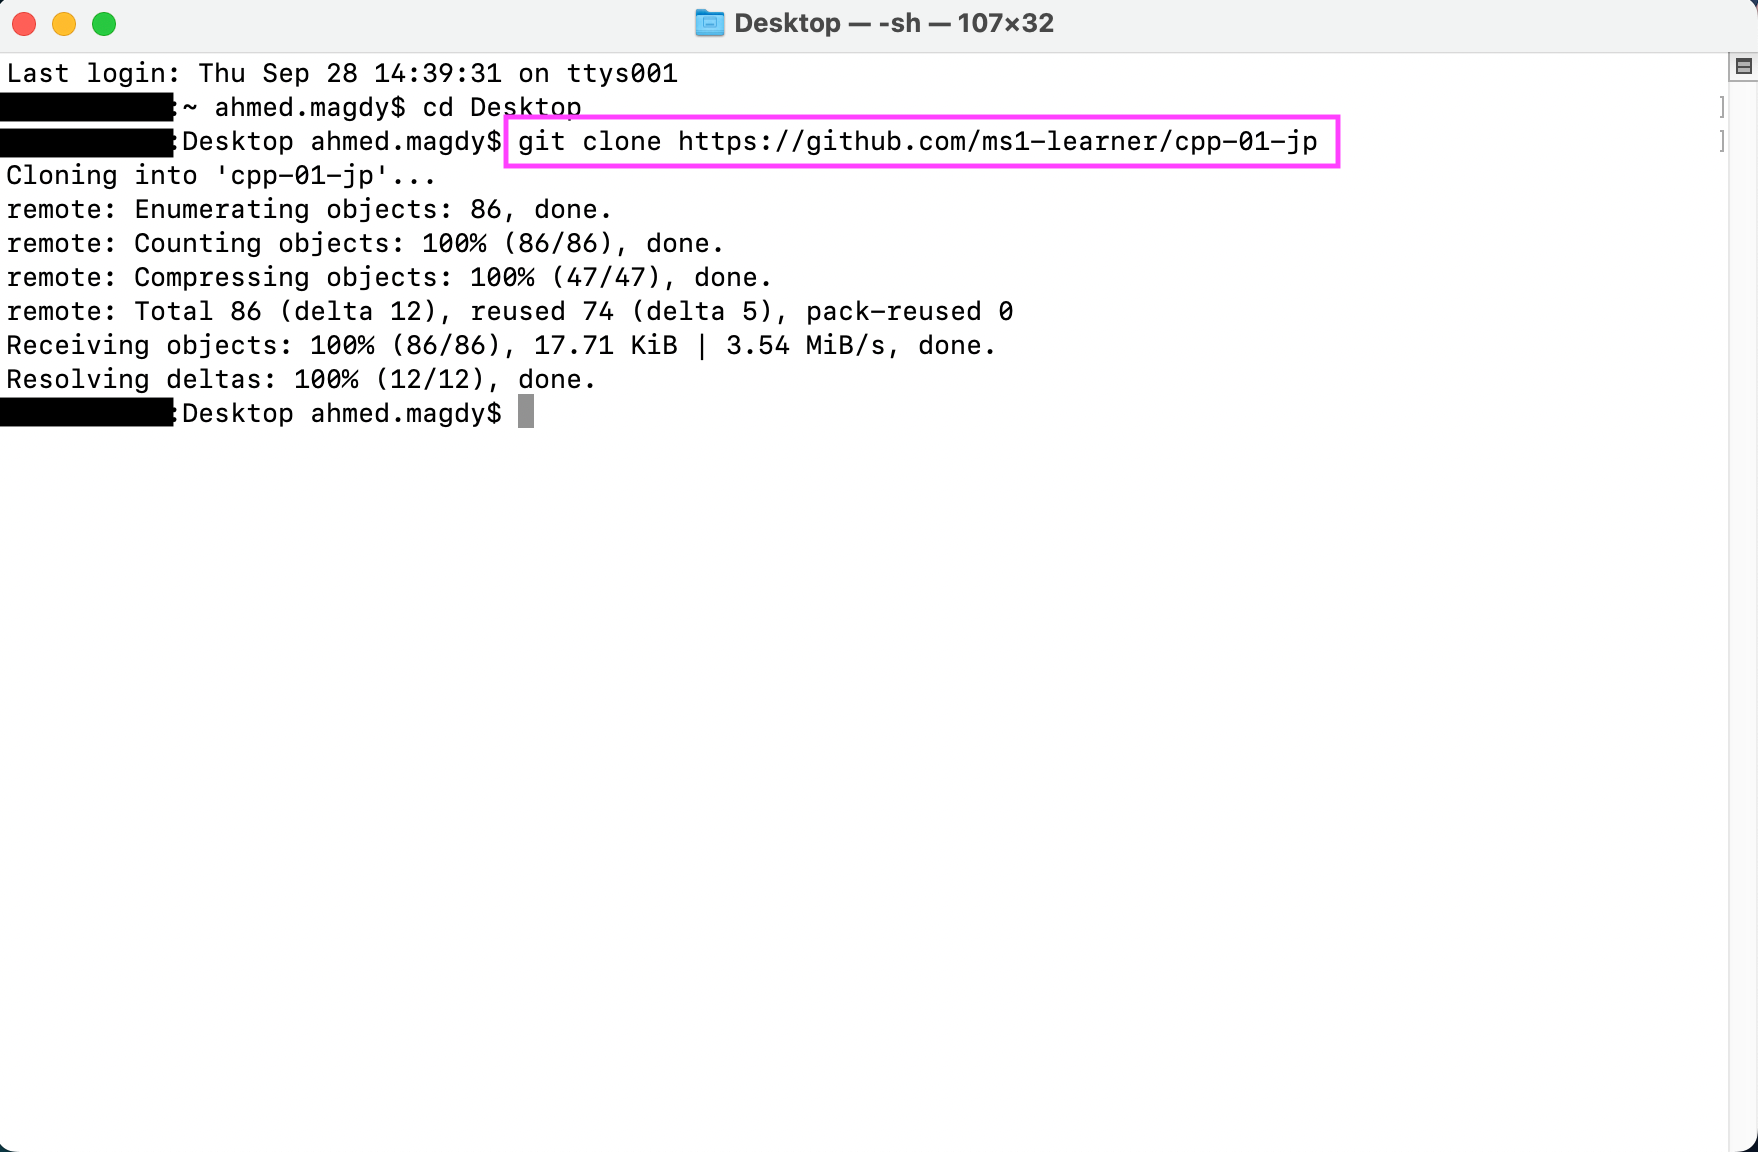 Desktop — -sh — 107×32
Last login: Thu Sep 28 14:39:31 on ttys001
:~ ahmed.magdy$ cd Desktop
:Desktop ahmed.magdy$ git clone https://github.com/ms1-learner/cpp-01-jp
Cloning into 'cpp-01-jp'...
remote: Enumerating objects: 86, done.
remote: Counting objects: 100% (86/86), done.
remote: Compressing objects: 100% (47/47), done.
remote: Total 86 (delta 12), reused 74 (delta 5), pack-reused 0
Receiving objects: 100% (86/86), 17.71 KiB | 3.54 MiB/s, done.
Resolving deltas: 100% (12/12), done.
:Desktop ahmed.magdy$